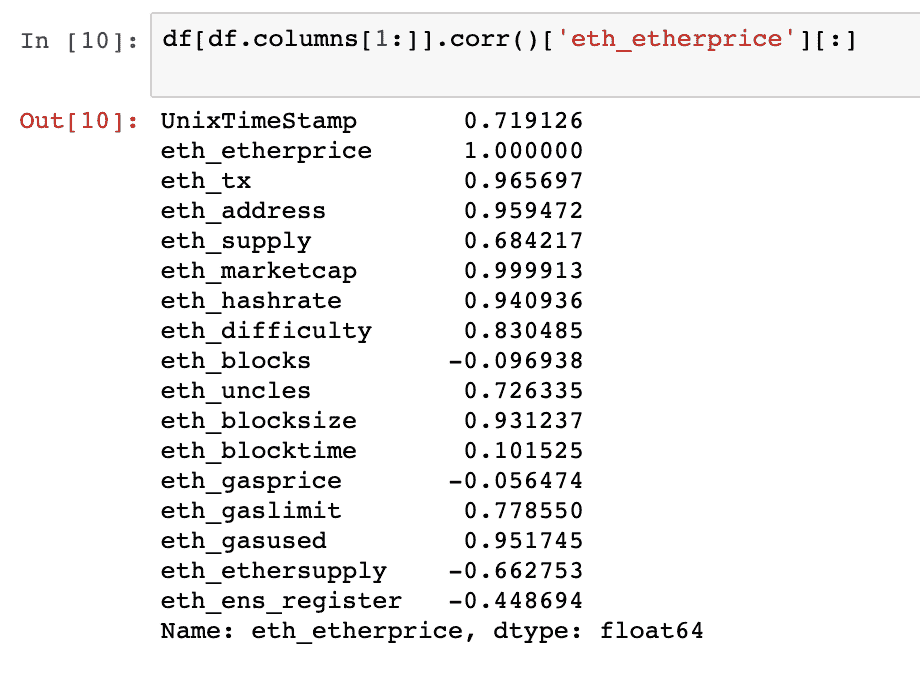 In [10]: df[df.columns[1:]].corr()['eth_etherprice'][:]
Out[10]: UnixTimeStamp 0.719126
eth_etherprice 1.000000
eth_tx 0.965697
eth_address 0.959472
eth_supply 0.684217
eth_marketcap 0.999913
eth_hashrate 0.940936
eth_difficulty 0.830485
eth_blocks -0.096938
eth_uncles 0.726335
eth_blocksize 0.931237
eth_blocktime 0.101525
eth_gasprice -0.056474
eth_gaslimit 0.778550
eth_gasused 0.951745
eth_ethersupply -0.662753
eth_ens_register -0.448694
Name: eth_etherprice, dtype: float64